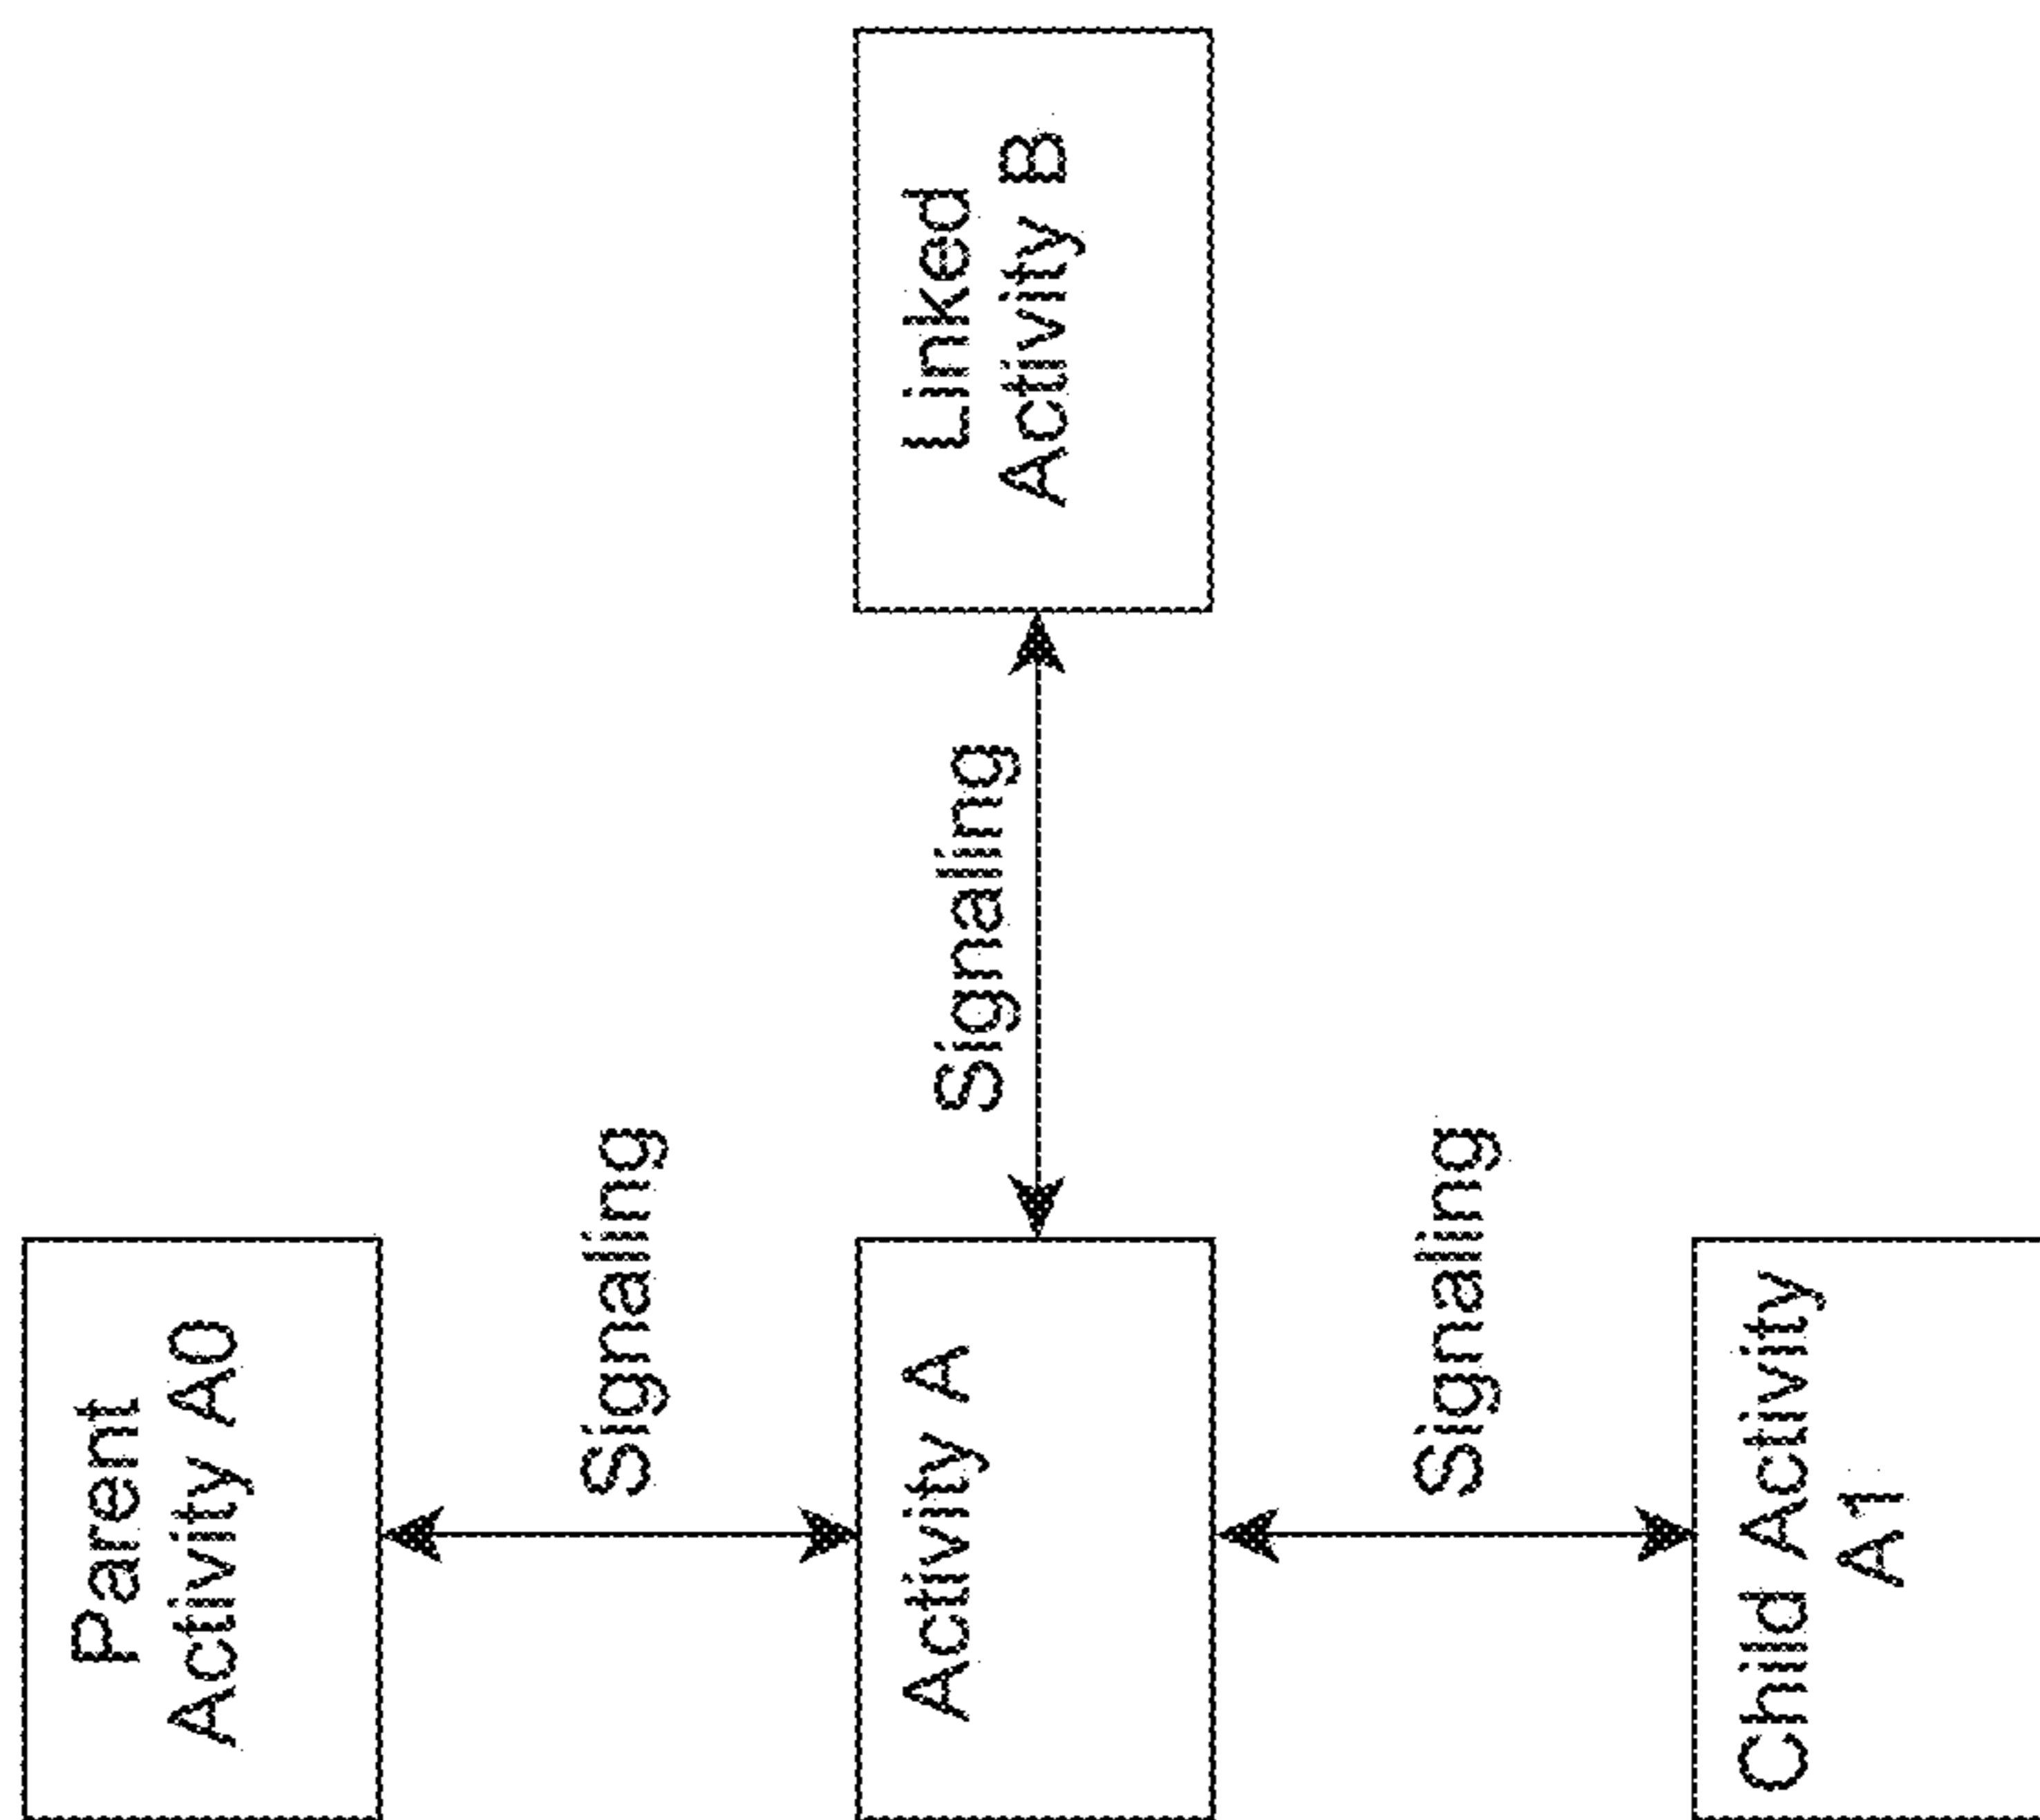 Parent
Activity A0
Signaling
Activity A
Signaling
Linked
Activity B
Signaling
Child Activity
A1